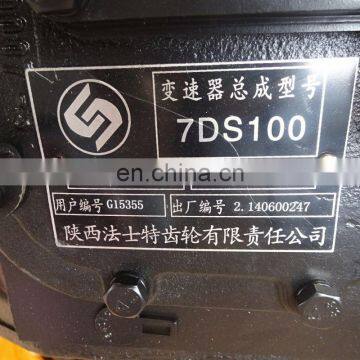 变速器总成型号
7DS100
en.china.cn
用户编号 G15355 出厂编号 2.140600247
陕西法士特齿轮有限责任公司